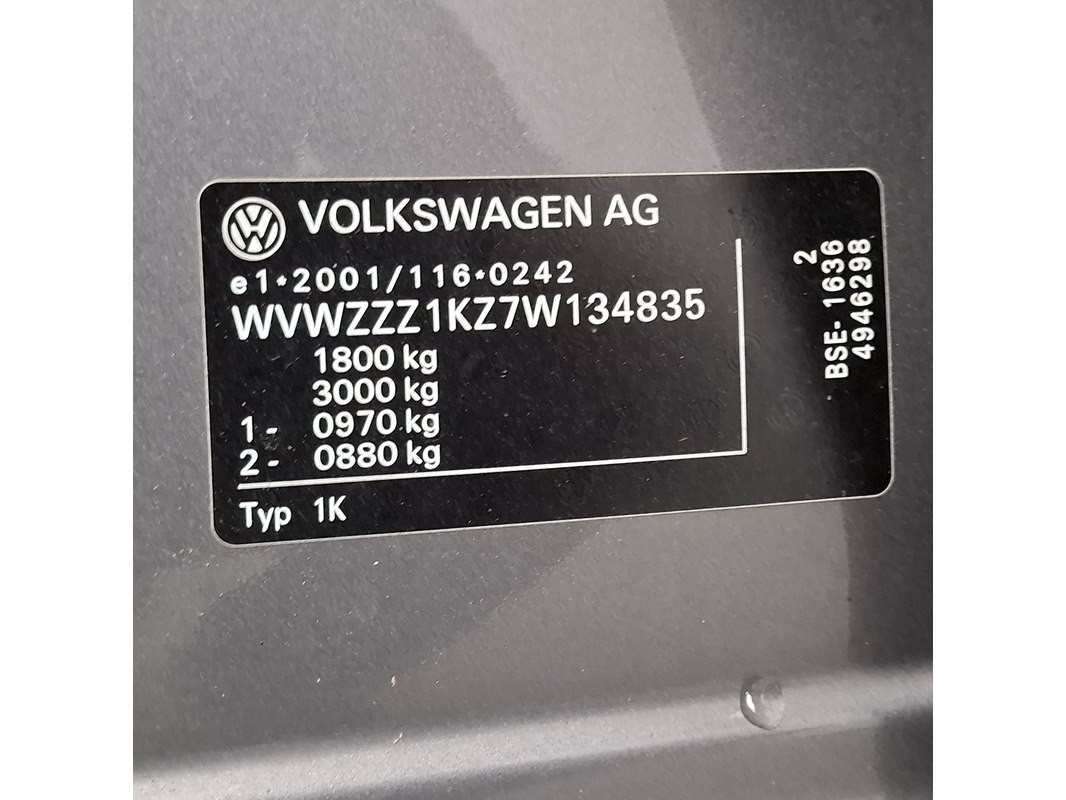 VOLKSWAGEN AG
e1*2001/116*0242
WVWZZZ1KZ7W134835
1800 kg
3000 kg
1- 0970 kg
2- 0880 kg
Typ 1K
2
BSE- 1636
4946298